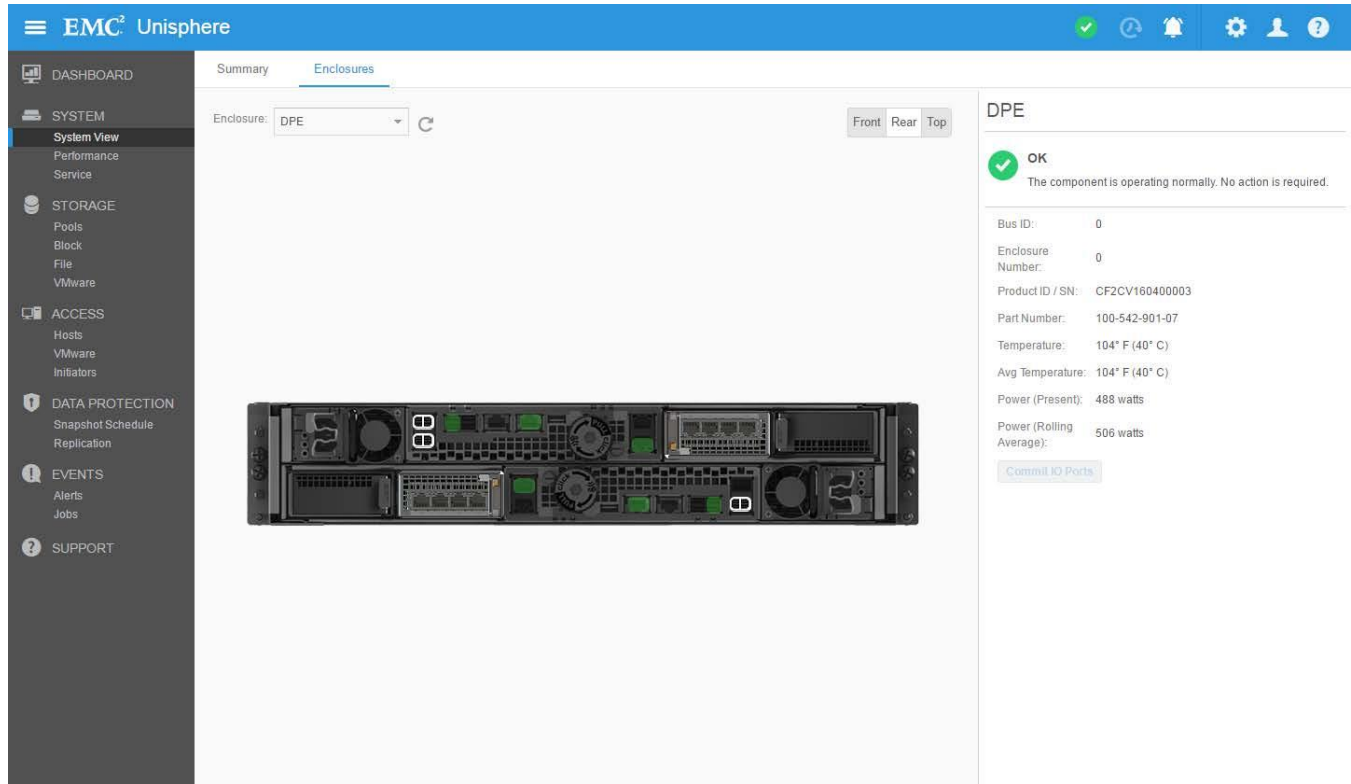 EMC² Unisphere
DASHBOARD
SYSTEM
System View
Performance
Service
STORAGE
Pools
Block
File
VMware
ACCESS
Hosts
VMware
Initiators
DATA PROTECTION
Snapshot Schedule
Replication
EVENTS
Alerts
Jobs
SUPPORT
Summary Enclosures
Enclosure: DPE
Front Rear Top
DPE
OK
The component is operating normally. No action is required.
Bus ID: 0
Enclosure
Number: 0
Product ID / SN: CF2CV160400003
Part Number: 100-542-901-07
Temperature: 104° F (40° C)
Avg Temperature: 104° F (40° C)
Power (Present): 488 watts
Power (Rolling
Average): 506 watts
Commit IO Ports